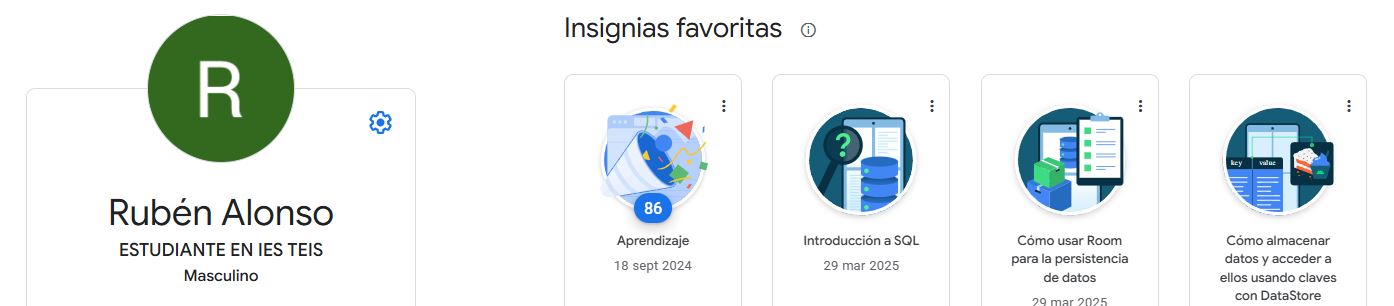 R
Rubén Alonso
ESTUDIANTE EN IES TEIS
Masculino
Insignias favoritas
86
Aprendizaje
18 sept 2024
?
Introducción a SQL
29 mar 2025
Cómo usar Room
para la persistencia
de datos
29 mar 2025
key value
Cómo almacenar
datos y acceder a
ellos usando claves
con DataStore